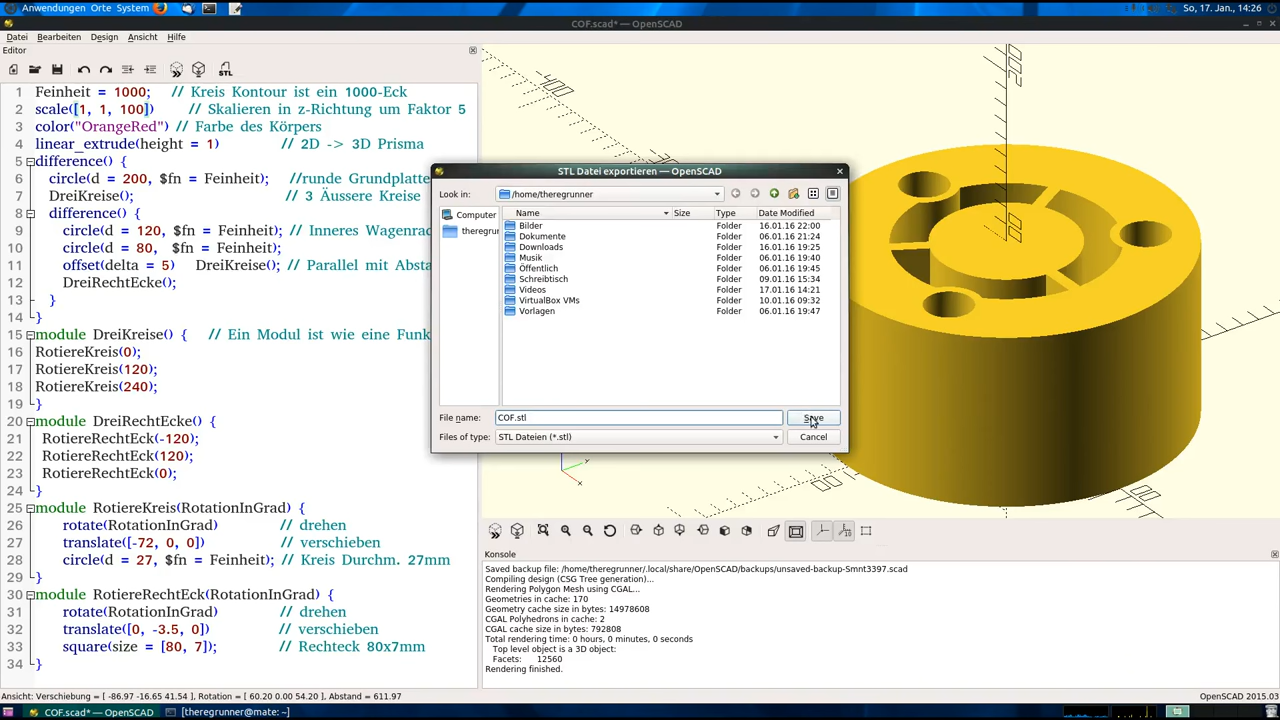 Anwendungen Orte System
So, 17. Jan., 14:26
COF.scad* — OpenSCAD
Datei Bearbeiten Design Ansicht Hilfe
Editor
STL
1 Feinheit = 1000; // Kreis Kontour ist ein 1000-Eck
2 scale([1, 1, 100]) // Skalieren in z-Richtung um Faktor 5
3 color("OrangeRed") // Farbe des Körpers
4 linear_extrude(height = 1) // 2D -> 3D Prisma
5 difference() {
6 circle(d = 200, $fn = Feinheit); //runde Grundplatte
7 DreiKreise(); // 3 Äussere Kreise
8 difference() {
9 circle(d = 120, $fn = Feinheit); // Inneres Wagenrad
10 circle(d = 80, $fn = Feinheit);
11 offset(delta = 5) DreiKreise(); // Parallel mit Absta
12 DreiRechtEcke();
13 }
14 }
15 module DreiKreise() { // Ein Modul ist wie eine Funk
16 RotiereKreis(0);
17 RotiereKreis(120);
18 RotiereKreis(240);
19 }
20 module DreiRechtEcke() {
21 RotiereRechtEck(-120);
22 RotiereRechtEck(120);
23 RotiereRechtEck(0);
24 }
25 module RotiereKreis(RotationInGrad) {
26 rotate(RotationInGrad) // drehen
27 translate([-72, 0, 0]) // verschieben
28 circle(d = 27, $fn = Feinheit); // Kreis Durchm. 27mm
29 }
30 module RotiereRechtEck(RotationInGrad) {
31 rotate(RotationInGrad) // drehen
32 translate([0, -3.5, 0]) // verschieben
33 square(size = [80, 7]); // Rechteck 80x7mm
34 }
STL Datei exportieren — OpenSCAD
Look in: /home/theregrunner
Computer
theregrun
Name Size Type Date Modified
Bilder Folder 16.01.16 22:00
Dokumente Folder 06.01.16 21:24
Downloads Folder 16.01.16 19:25
Musik Folder 06.01.16 19:40
Öffentlich Folder 06.01.16 19:45
Schreibtisch Folder 09.01.16 15:34
Videos Folder 17.01.16 14:21
VirtualBox VMs Folder 10.01.16 09:32
Vorlagen Folder 06.01.16 19:47
File name: COF.stl Save
Files of type: STL Dateien (*.stl) Cancel
100
y
x
10
Konsole
Saved backup file: /home/theregrunner/.local/share/OpenSCAD/backups/unsaved-backup-Smnt3397.scad
Compiling design (CSG Tree generation)...
Rendering Polygon Mesh using CGAL...
Geometries in cache: 170
Geometry cache size in bytes: 14978608
CGAL Polyhedrons in cache: 2
CGAL cache size in bytes: 792808
Total rendering time: 0 hours, 0 minutes, 0 seconds
Top level object is a 3D object:
Facets: 12560
Rendering finished.
Ansicht: Verschiebung = [ -86.97 -16.65 41.54 ], Rotation = [ 60.20 0.00 54.20 ], Abstand = 611.97
OpenSCAD 2015.03
COF.scad* — OpenSCAD
[theregrunner@mate: ~]